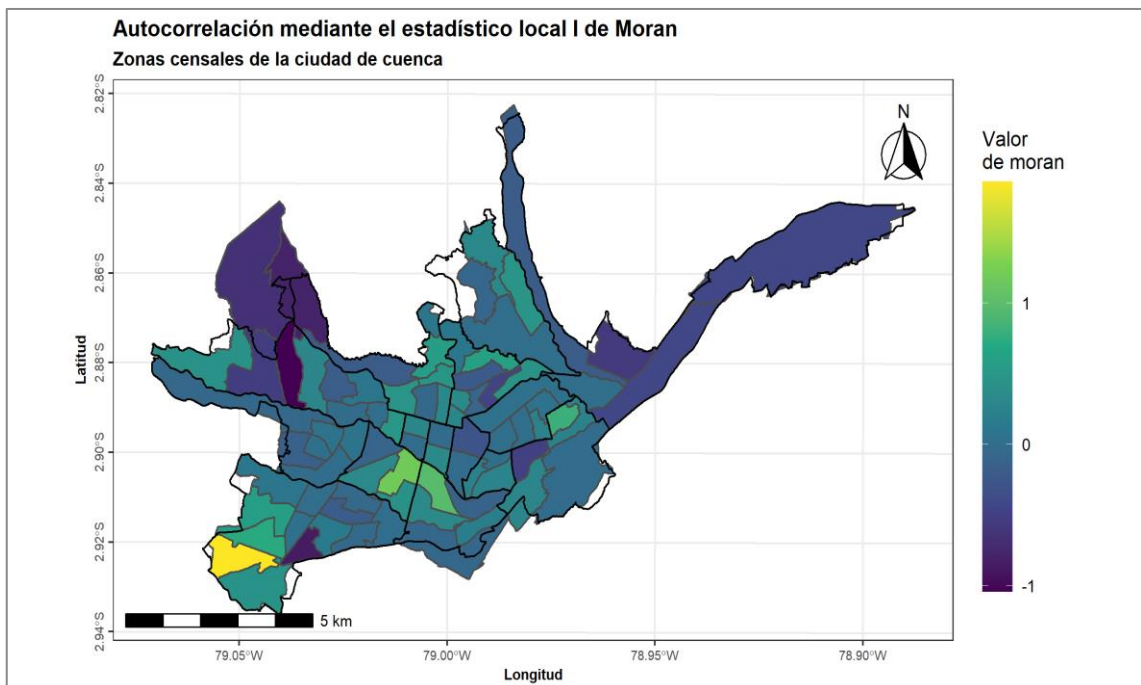 Autocorrelación mediante el estadístico local I de Moran
Zonas censales de la ciudad de cuenca
2.82°S
2.84°S
2.86°S
2.88°S
2.90°S
2.92°S
2.94°S
Latitud
N
Valor
de moran
1
0
-1
5 km
79.05°W
79.00°W
78.95°W
78.90°W
Longitud